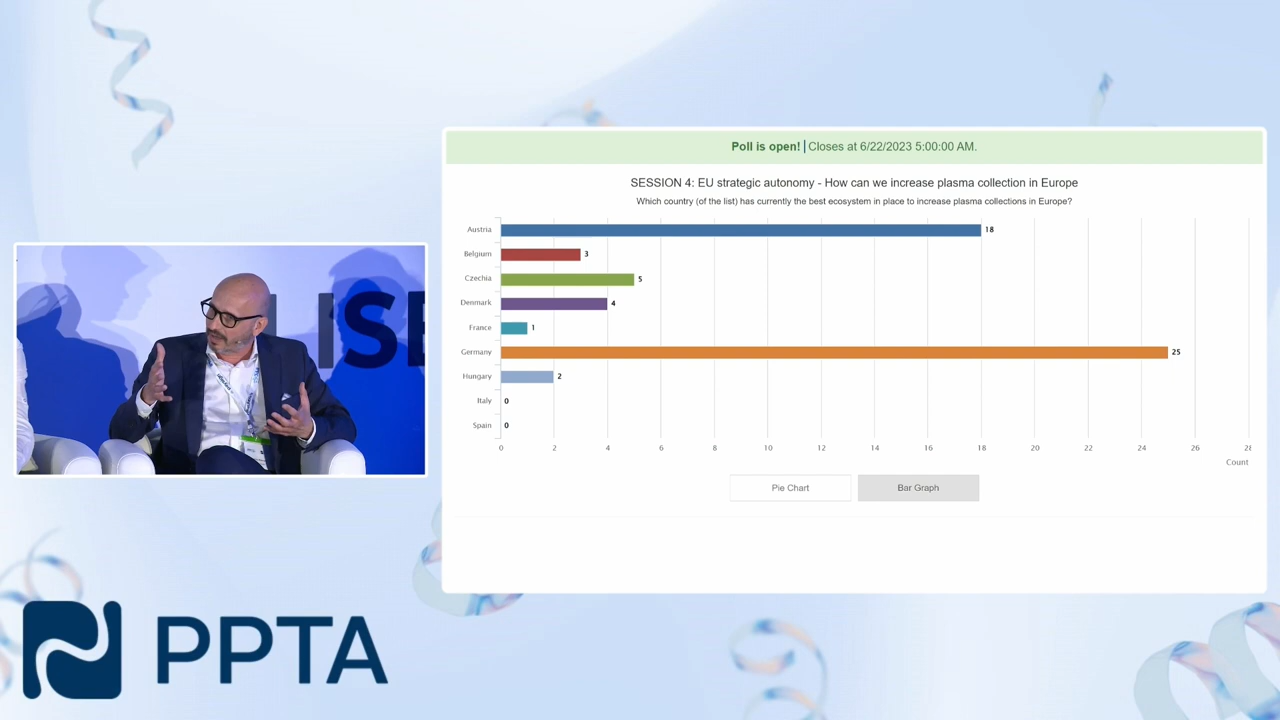 Poll is open! | Closes at 6/22/2023 5:00:00 AM.
SESSION 4: EU strategic autonomy - How can we increase plasma collection in Europe
Which country (of the list) has currently the best ecosystem in place to increase plasma collections in Europe?
Austria 18
Belgium 3
Czechia 5
Denmark 4
France 1
Germany 25
Hungary 2
Italy 0
Spain 0
0 2 4 6 8 10 12 14 16 18 20 22 24 26
Count
Pie Chart Bar Graph
PPTA